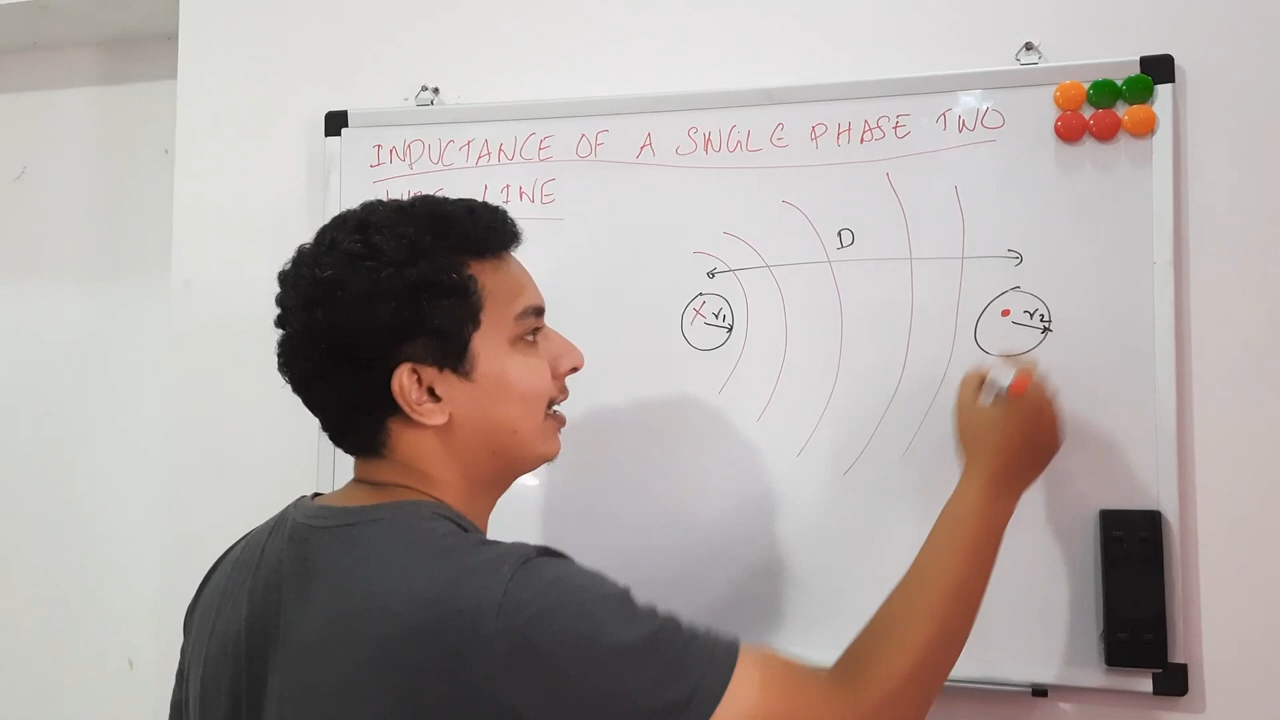 INDUCTANCE OF A SINGLE PHASE TWO
LINE
D
X r₁
r₂